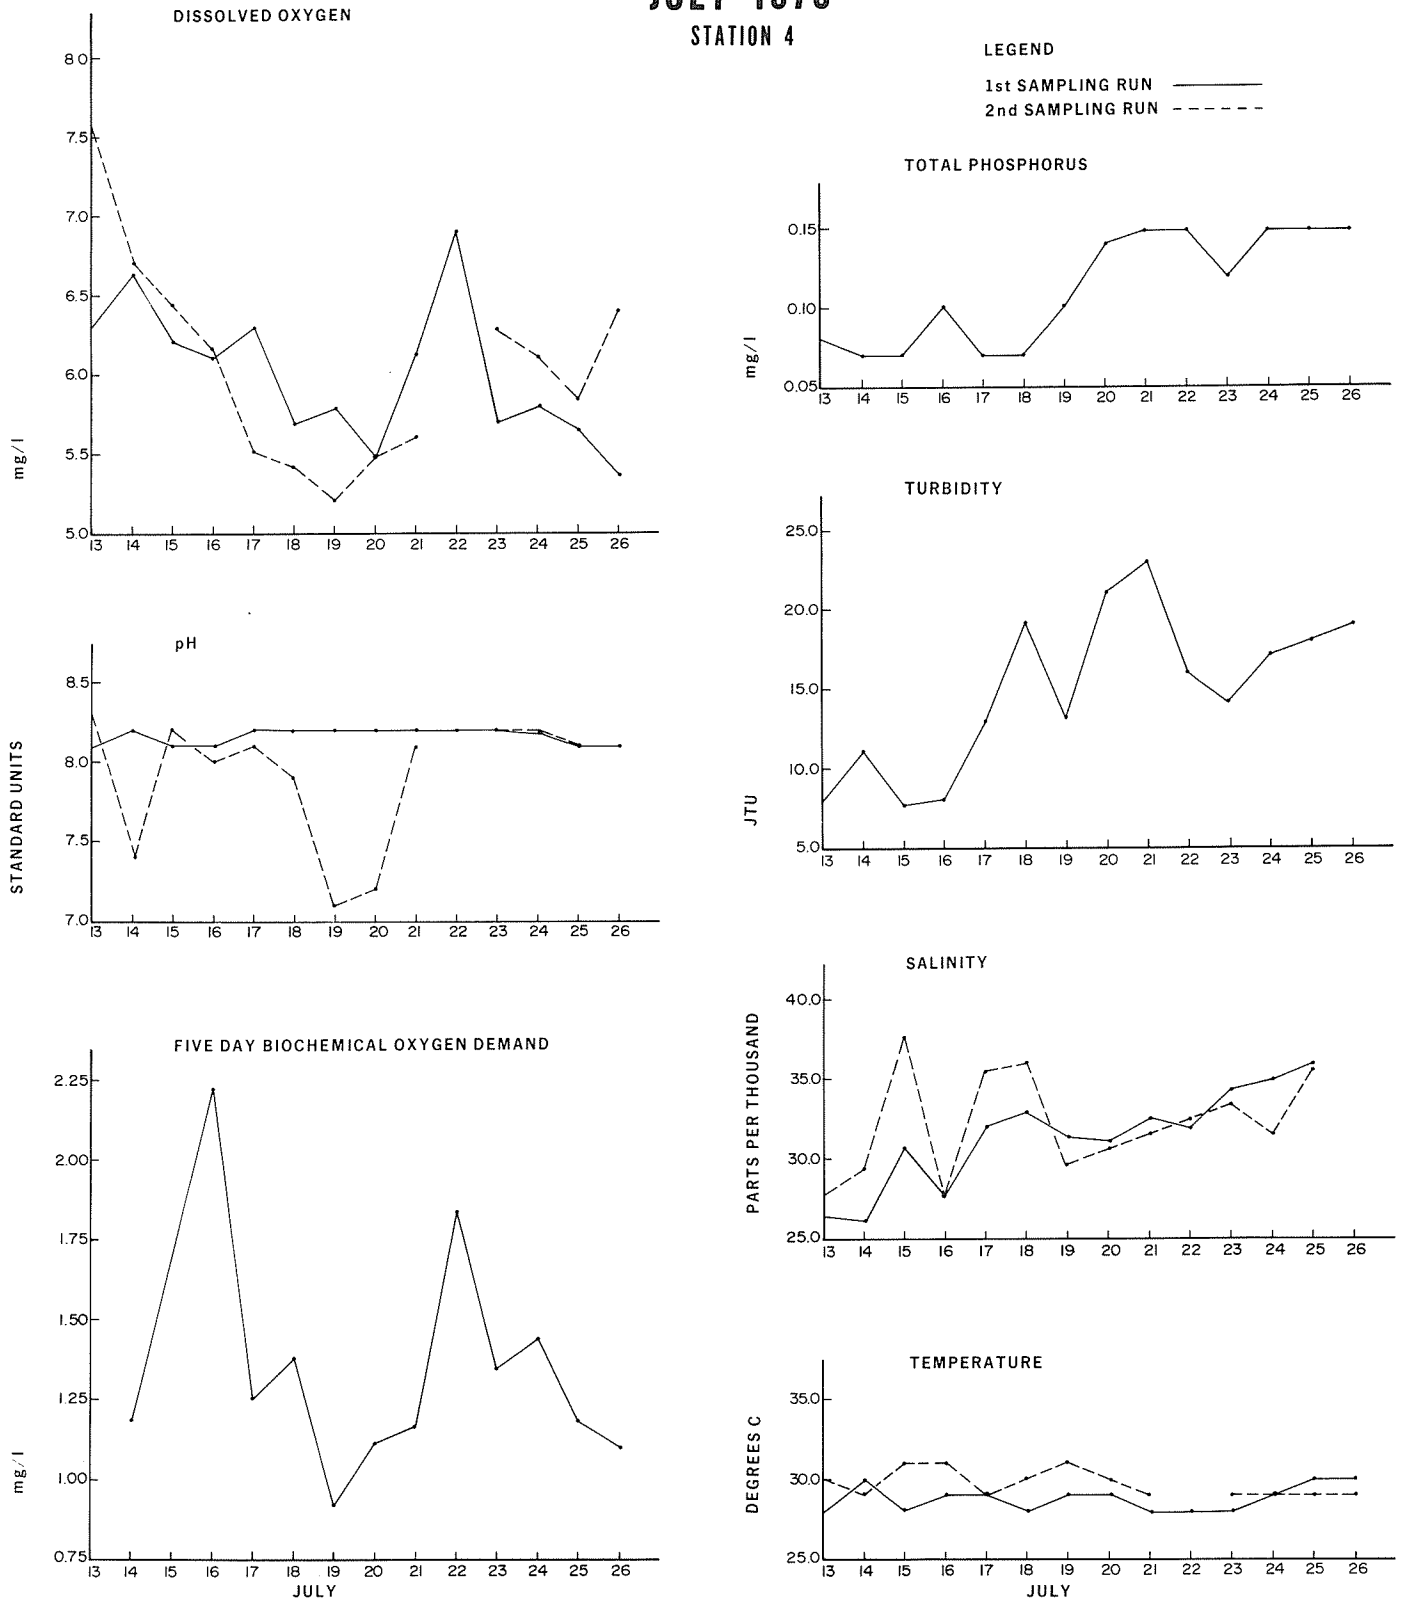 STATION 4
LEGEND
1st SAMPLING RUN
2nd SAMPLING RUN
DISSOLVED OXYGEN
8.0
7.5
7.0
6.5
6.0
5.5
5.0
mg/l
13 14 15 16 17 18 19 20 21 22 23 24 25 26
pH
8.5
8.0
7.5
7.0
STANDARD UNITS
13 14 15 16 17 18 19 20 21 22 23 24 25 26
FIVE DAY BIOCHEMICAL OXYGEN DEMAND
2.25
2.00
1.75
1.50
1.25
1.00
0.75
mg/l
13 14 15 16 17 18 19 20 21 22 23 24 25 26
JULY
TOTAL PHOSPHORUS
0.15
0.10
0.05
mg/l
13 14 15 16 17 18 19 20 21 22 23 24 25 26
TURBIDITY
25.0
20.0
15.0
10.0
5.0
JTU
13 14 15 16 17 18 19 20 21 22 23 24 25 26
SALINITY
40.0
35.0
30.0
25.0
PARTS PER THOUSAND
13 14 15 16 17 18 19 20 21 22 23 24 25 26
TEMPERATURE
35.0
30.0
25.0
DEGREES C
13 14 15 16 17 18 19 20 21 22 23 24 25 26
JULY